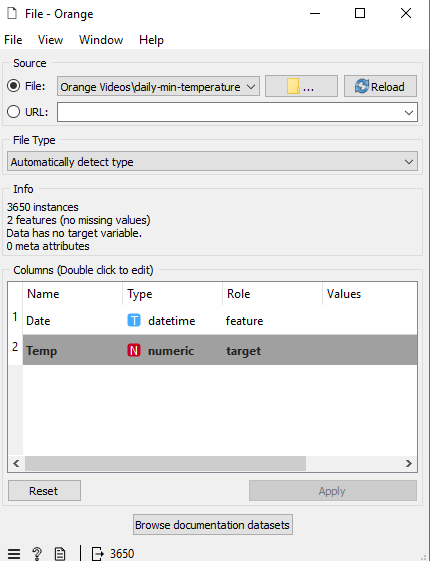 File - Orange
File View Window Help
Source
File: Orange Videos\daily-min-temperature ... Reload
URL:
File Type
Automatically detect type
Info
3650 instances
2 features (no missing values)
Data has no target variable.
0 meta attributes
Columns (Double click to edit)
Name Type Role Values
1 Date T datetime feature
2 Temp N numeric target
Reset Apply
Browse documentation datasets
? 3650